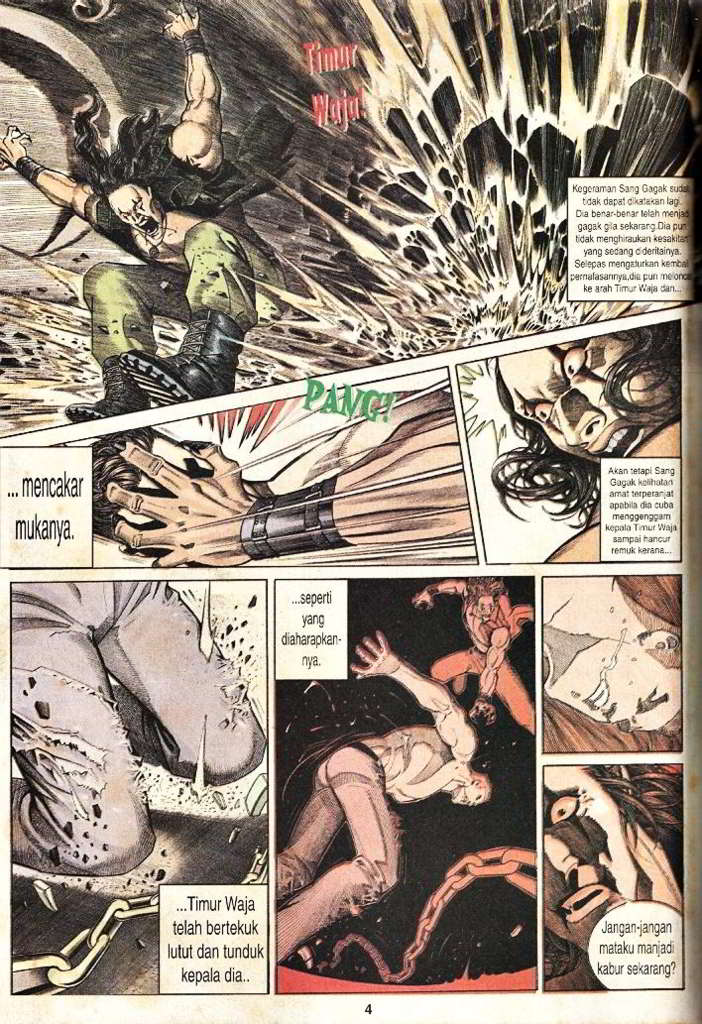 Timur
Waja!
Kegeraman Sang Gagak sudah
tidak dapat dikatakan lagi.
Dia benar-benar telah menjadi
gagak gila sekarang.Dia pun
tidak menghiraukan kesakitan
yang sedang dideritainya.
Selepas mengaturkan kembali
pernafasannya,dia pun meloncat
ke arah Timur Waja dan...
PANG!
...mencakar
mukanya.
Akan tetapi Sang
Gagak kelihatan
amat terperanjat
apabila dia cuba
menggenggam
kepala Timur Waja
sampai hancur
remuk kerana...
...Timur Waja
telah bertekuk
lutut dan tunduk
kepala dia..
...seperti
yang
diaharapkan-
nya.
Jangan-jangan
mataku manjadi
kabur sekarang?
4